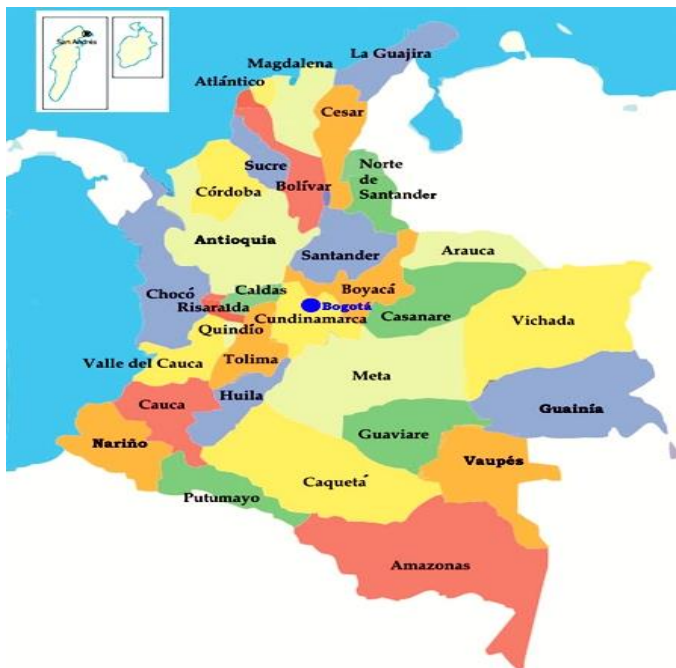 San Andrés
La Guajira
Magdalena
Atlántico
Cesar
Norte
de
Santander
Sucre
Bolívar
Córdoba
Antioquia
Santander
Arauca
Boyacá
Chocó
Caldas
Risaralda
Bogotá
Casanare
Cundinamarca
Vichada
Quindío
Valle del Cauca
Tolima
Meta
Huila
Cauca
Guainía
Guaviare
Nariño
Vaupés
Caquetá
Putumayo
Amazonas